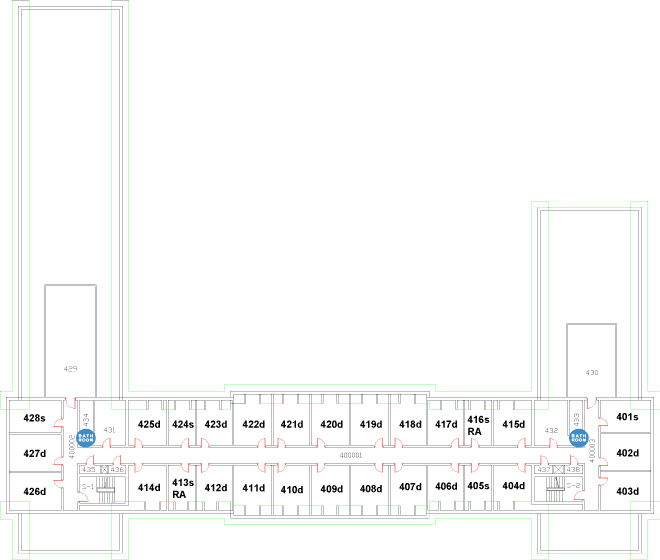 429
430
428s
434
BATH
ROOM
431
425d
424s
423d
422d
421d
420d
419d
418d
417d
416s
RA
415d
432
433
BATH
ROOM
401s
427d
400002
400001
400003
402d
435
436
437
438
426d
S-1
414d
413s
RA
412d
411d
410d
409d
408d
407d
406d
405s
404d
S-2
403d